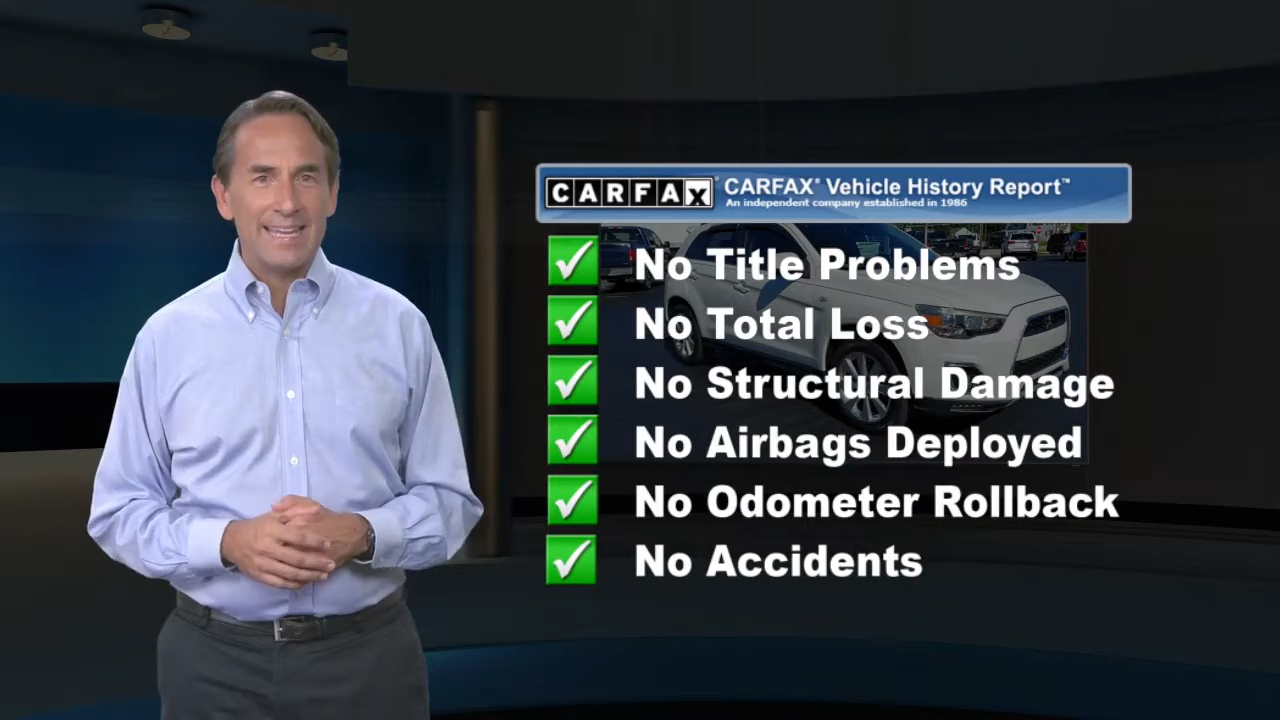 CARFAX® CARFAX® Vehicle History Report™
An independent company established in 1986
No Title Problems
No Total Loss
No Structural Damage
No Airbags Deployed
No Odometer Rollback
No Accidents